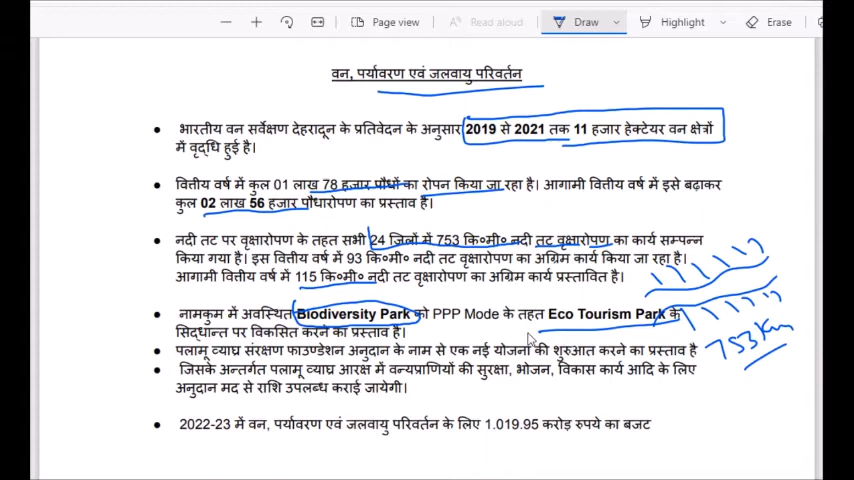 Page view
Read aloud
Draw
Highlight
Erase
वन, पर्यावरण एवं जलवायु परिवर्तन
भारतीय वन सर्वेक्षण देहरादून के प्रतिवेदन के अनुसार 2019 से 2021 तक 11 हजार हेक्टेयर वन क्षेत्रों
में वृद्धि हुई है।
वित्तीय वर्ष में कुल 01 लाख 78 हजार पौधों का रोपन किया जा रहा है। आगामी वित्तीय वर्ष में इसे बढ़ाकर
कुल 02 लाख 56 हजार पौधारोपण का प्रस्ताव है।
नदी तट पर वृक्षारोपण के तहत सभी 24 जिलों में 753 कि०मी० नदी तट वृक्षारोपण का कार्य सम्पन्न
किया गया है। इस वित्तीय वर्ष में 93 कि०मी० नदी तट वृक्षारोपण का अग्रिम कार्य किया जा रहा है।
आगामी वित्तीय वर्ष में 115 कि०मी० नदी तट वृक्षारोपण का अग्रिम कार्य प्रस्तावित है।
नामकुम में अवस्थित Biodiversity Park को PPP Mode के तहत Eco Tourism Park के
सिद्धान्त पर विकसित करने का प्रस्ताव है।
753 Km
पलामू व्याघ्र संरक्षण फाउण्डेशन अनुदान के नाम से एक नई योजना की शुरुआत करने का प्रस्ताव है
जिसके अन्तर्गत पलामू व्याघ्र आरक्ष में वन्यप्राणियों की सुरक्षा, भोजन, विकास कार्य आदि के लिए
अनुदान मद से राशि उपलब्ध कराई जायेगी।
2022-23 में वन, पर्यावरण एवं जलवायु परिवर्तन के लिए 1.019.95 करोड़ रुपये का बजट